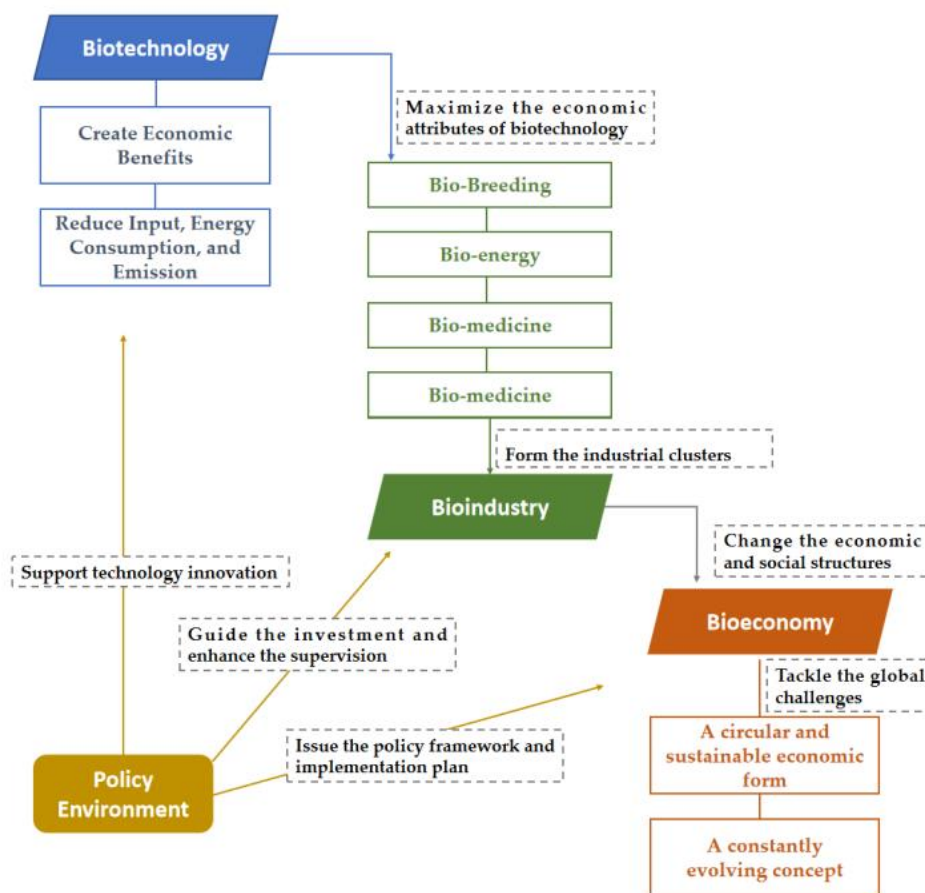 Biotechnology
Create Economic
Benefits
Reduce Input, Energy
Consumption, and
Emission
Maximize the economic
attributes of biotechnology
Bio-Breeding
Bio-energy
Bio-medicine
Bio-medicine
Form the industrial clusters
Bioindustry
Change the economic
and social structures
Support technology innovation
Guide the investment and
enhance the supervision
Bioeconomy
Tackle the global
challenges
Issue the policy framework and
implementation plan
A circular and
sustainable economic
form
Policy
Environment
A constantly
evolving concept